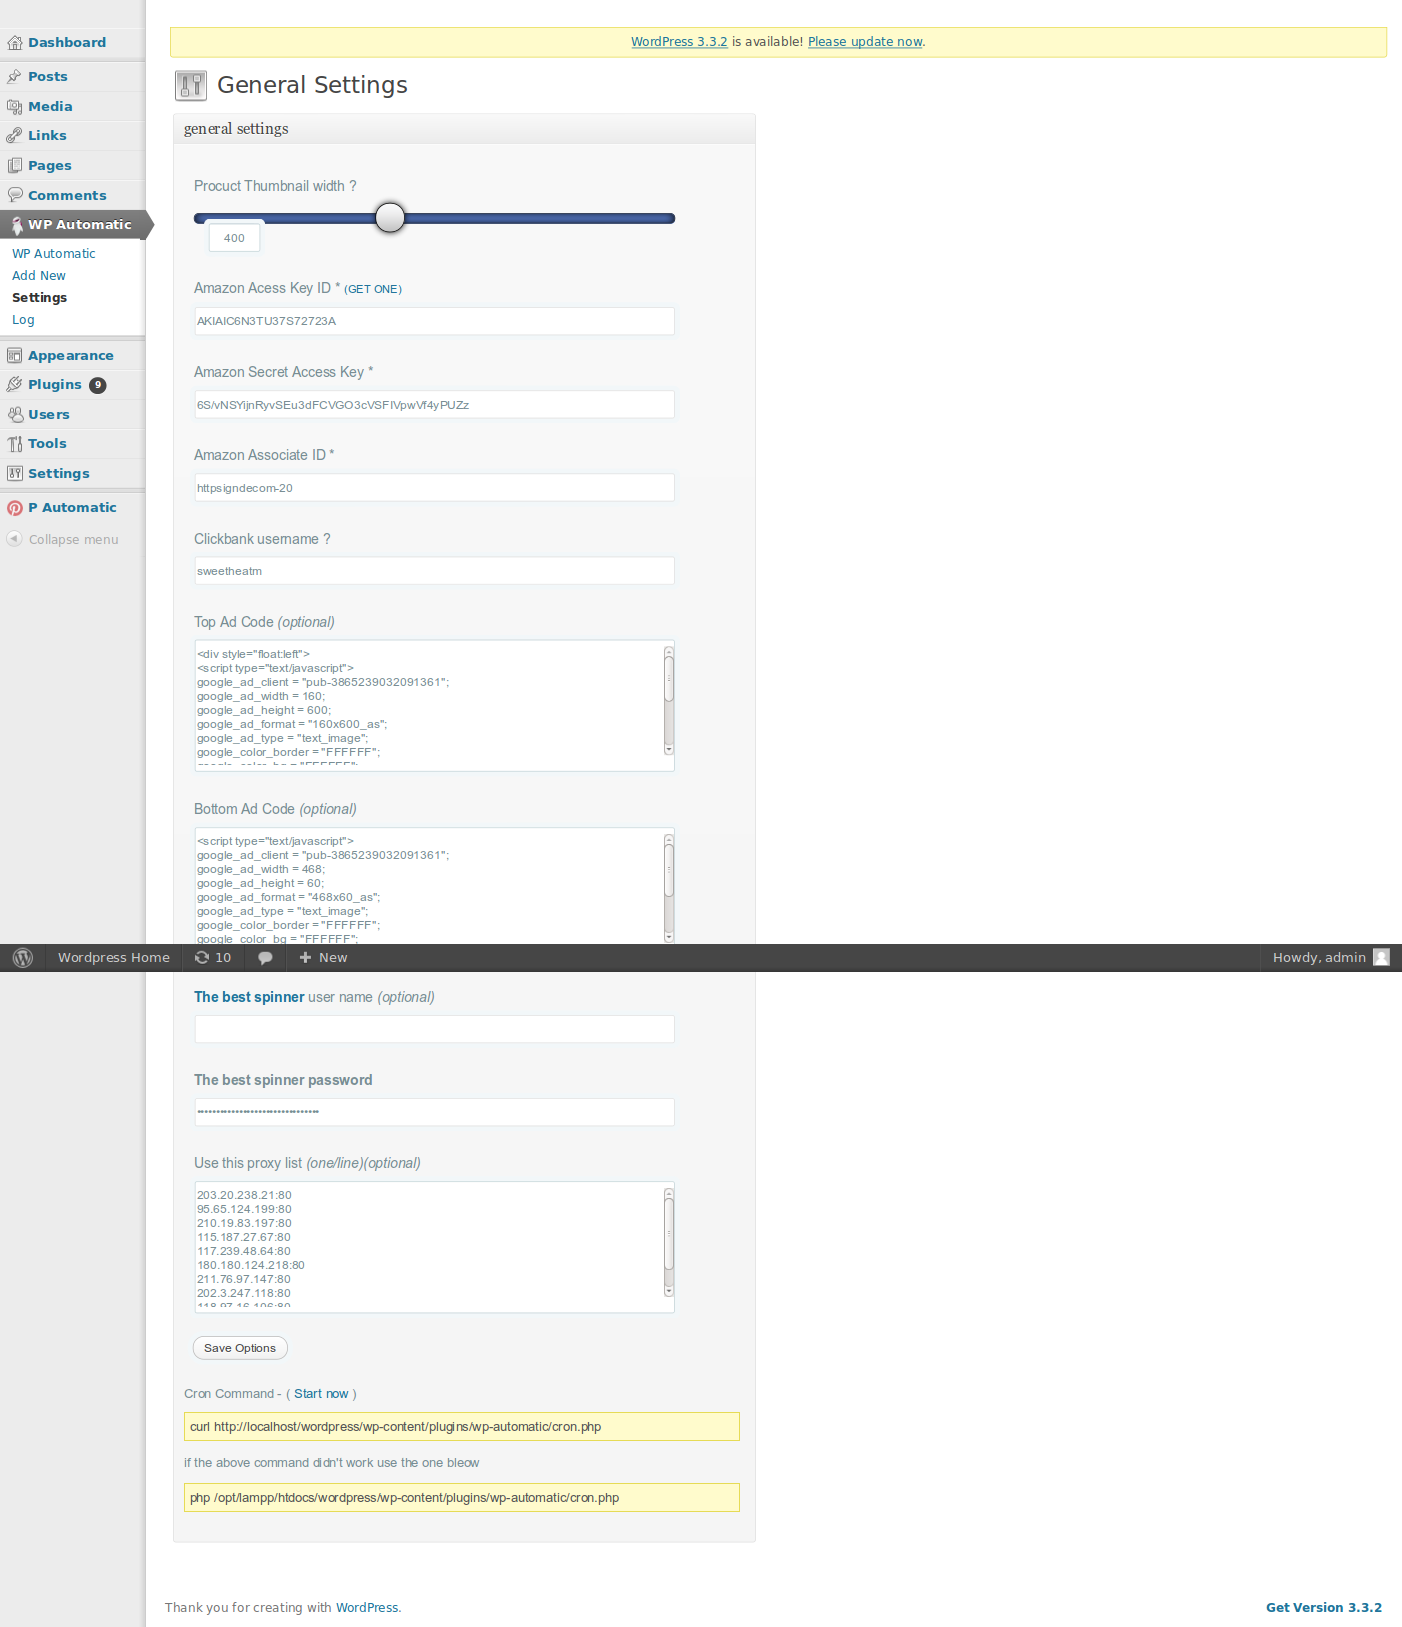 WordPress 3.3.2 is available! Please update now.
Dashboard
Posts
Media
Links
Pages
Comments
WP Automatic
WP Automatic
Add New
Settings
Log
Appearance
Plugins 9
Users
Tools
Settings
P Automatic
Collapse menu
General Settings
general settings
Procuct Thumbnail width ?
400
Amazon Acess Key ID * (GET ONE)
AKIAIC6N3TU37S72723A
Amazon Secret Access Key *
Amazon Associate ID *
httpsigndecom-20
Clickbank username ?
sweetheatm
Top Ad Code (optional)
<div style="float:left">
<script type="text/javascript">
google_ad_client = "pub-3865239032091361";
google_ad_width = 160;
google_ad_height = 600;
google_ad_format = "160x600_as";
google_ad_type = "text_image";
google_color_border = "FFFFFF";
Bottom Ad Code (optional)
<script type="text/javascript">
google_ad_client = "pub-3865239032091361";
google_ad_width = 468;
google_ad_height = 60;
google_ad_format = "468x60_as";
google_ad_type = "text_image";
google_color_border = "FFFFFF";
google_color_bg = "FFFFFF";
Wordpress Home 10 New Howdy, admin
The best spinner user name (optional)
The best spinner password
Use this proxy list (one/line)(optional)
203.20.238.21:80
95.65.124.199:80
210.19.83.197:80
115.187.27.67:80
117.239.48.64:80
180.180.124.218:80
211.76.97.147:80
202.3.247.118:80
Save Options
Cron Command - ( Start now )
curl http://localhost/wordpress/wp-content/plugins/wp-automatic/cron.php
if the above command didn't work use the one bleow
php /opt/lampp/htdocs/wordpress/wp-content/plugins/wp-automatic/cron.php
Thank you for creating with WordPress.
Get Version 3.3.2